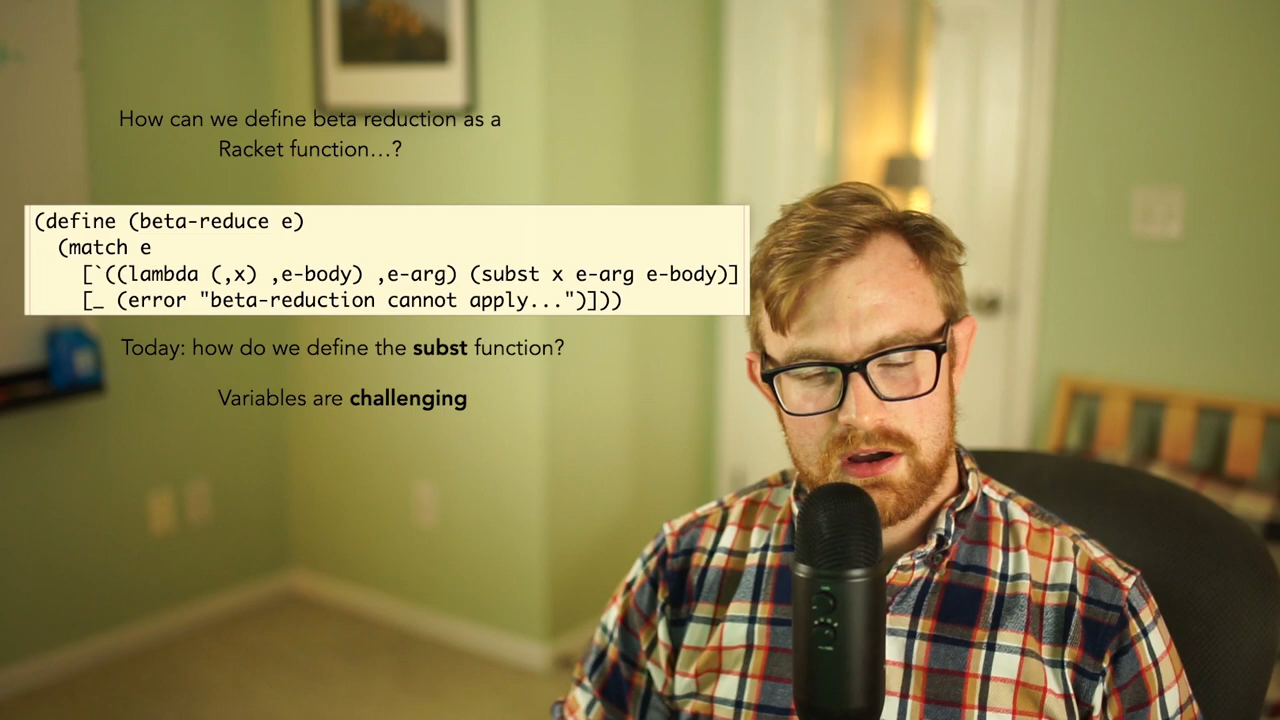 How can we define beta reduction as a
Racket function…?
(define (beta-reduce e)
  (match e
    [`((lambda (,x) ,e-body) ,e-arg) (subst x e-arg e-body)]
    [_ (error "beta-reduction cannot apply...")]))
Today: how do we define the subst function?
Variables are challenging